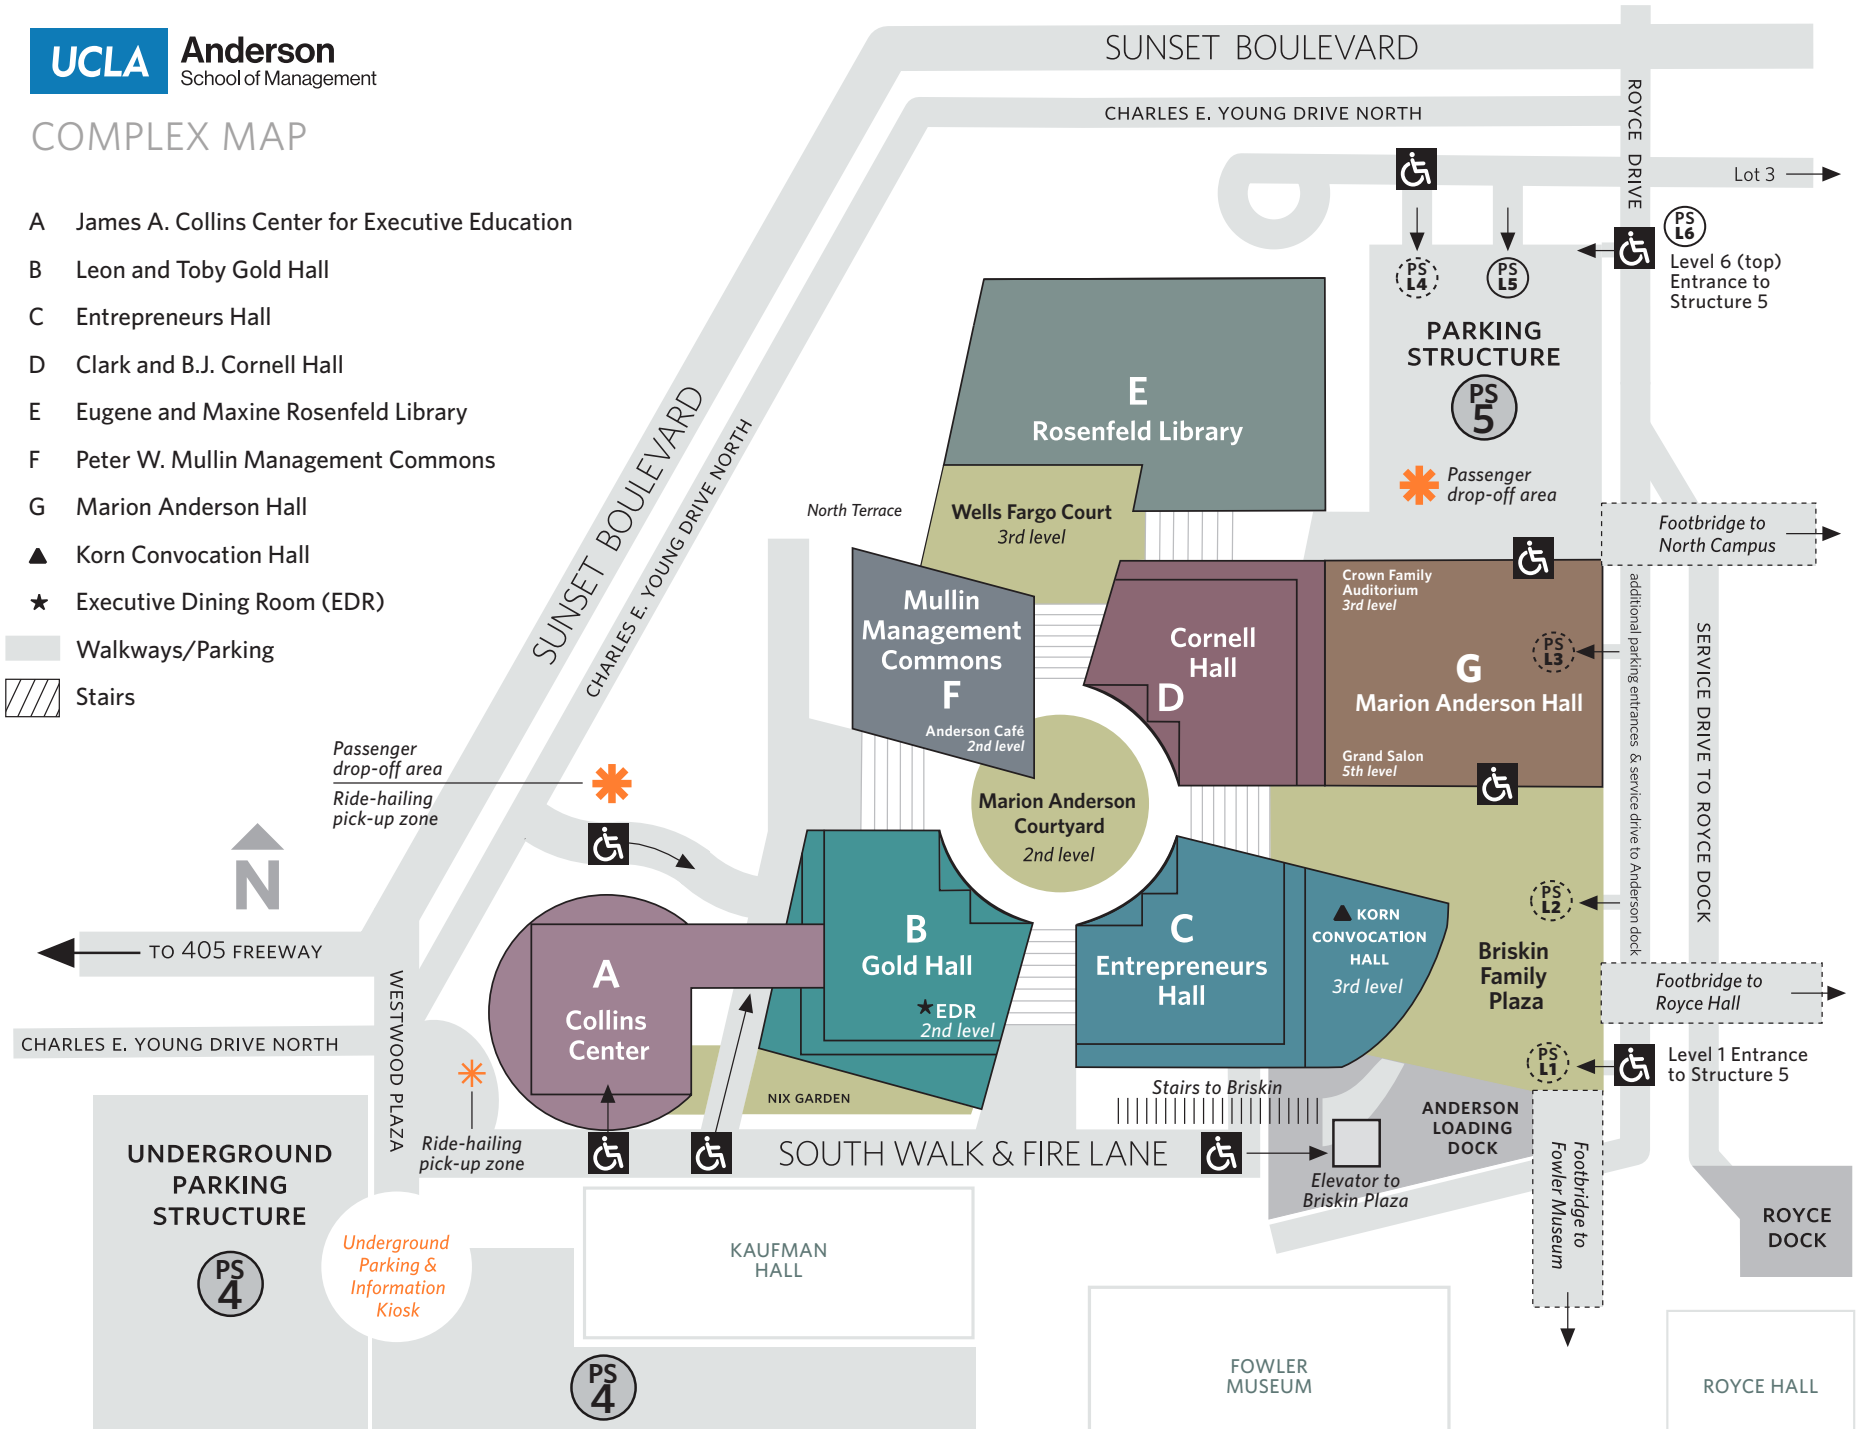 UCLA Anderson
School of Management
COMPLEX MAP
A James A. Collins Center for Executive Education
B Leon and Toby Gold Hall
C Entrepreneurs Hall
D Clark and B.J. Cornell Hall
E Eugene and Maxine Rosenfeld Library
F Peter W. Mullin Management Commons
G Marion Anderson Hall
▲ Korn Convocation Hall
★ Executive Dining Room (EDR)
Walkways/Parking
Stairs
SUNSET BOULEVARD
CHARLES E. YOUNG DRIVE NORTH
ROYCE DRIVE
Lot 3
PS
L6
Level 6 (top)
Entrance to
Structure 5
PS
L4
PS
L5
PARKING
STRUCTURE
PS
5
Passenger
drop-off area
Footbridge to
North Campus
SUNSET BOULEVARD
CHARLES E. YOUNG DRIVE NORTH
E
Rosenfeld Library
North Terrace
Wells Fargo Court
3rd level
Mullin
Management
Commons
F
Anderson Café
2nd level
Cornell
Hall
D
Crown Family
Auditorium
3rd level
PS
L3
G
Marion Anderson Hall
Grand Salon
5th level
additional parking entrances & service drive to Anderson dock
SERVICE DRIVE TO ROYCE DOCK
Passenger
drop-off area
Ride-hailing
pick-up zone
Marion Anderson
Courtyard
2nd level
N
TO 405 FREEWAY
WESTWOOD PLAZA
CHARLES E. YOUNG DRIVE NORTH
A
Collins
Center
B
Gold Hall
★ EDR
2nd level
C
Entrepreneurs
Hall
▲ KORN
CONVOCATION
HALL
3rd level
PS
L2
Briskin
Family
Plaza
Footbridge to
Royce Hall
PS
L1
Level 1 Entrance
to Structure 5
NIX GARDEN
Stairs to Briskin
ANDERSON
LOADING
DOCK
Ride-hailing
pick-up zone
SOUTH WALK & FIRE LANE
Elevator to
Briskin Plaza
Footbridge to
Fowler Museum
ROYCE
DOCK
UNDERGROUND
PARKING
STRUCTURE
PS
4
Underground
Parking &
Information
Kiosk
KAUFMAN
HALL
PS
4
FOWLER
MUSEUM
ROYCE HALL